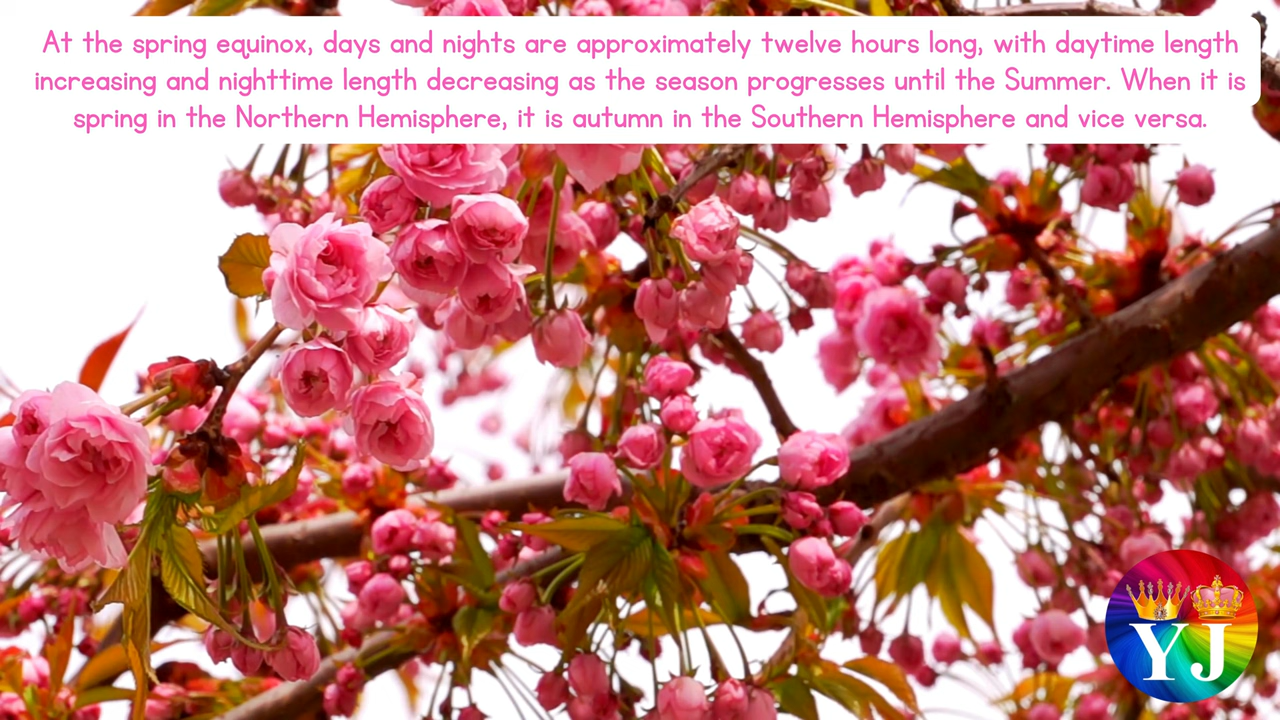 At the spring equinox, days and nights are approximately twelve hours long, with daytime length
increasing and nighttime length decreasing as the season progresses until the Summer. When it is
spring in the Northern Hemisphere, it is autumn in the Southern Hemisphere and vice versa.
YJ